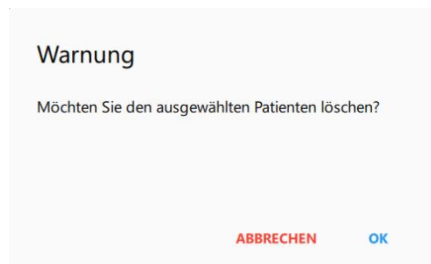 Warnung
Möchten Sie den ausgewählten Patienten löschen?
ABBRECHEN OK